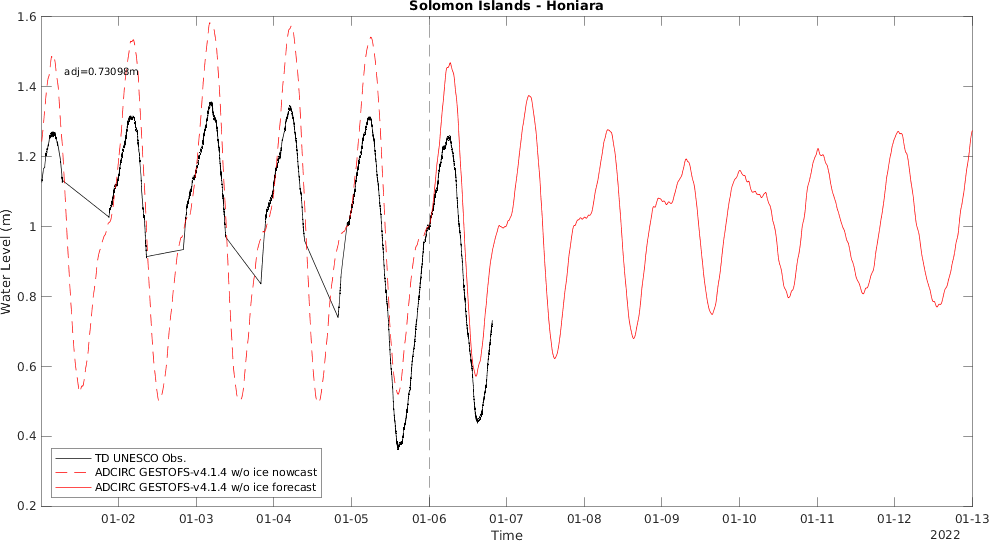 Solomon Islands - Honiara
1.6
1.4
1.2
1
0.8
0.6
0.4
0.2
Water Level (m)
adj=0.73098m
TD UNESCO Obs.
ADCIRC GESTOFS-v4.1.4 w/o ice nowcast
ADCIRC GESTOFS-v4.1.4 w/o ice forecast
01-02 01-03 01-04 01-05 01-06 01-07 01-08 01-09 01-10 01-11 01-12 01-13
Time
2022